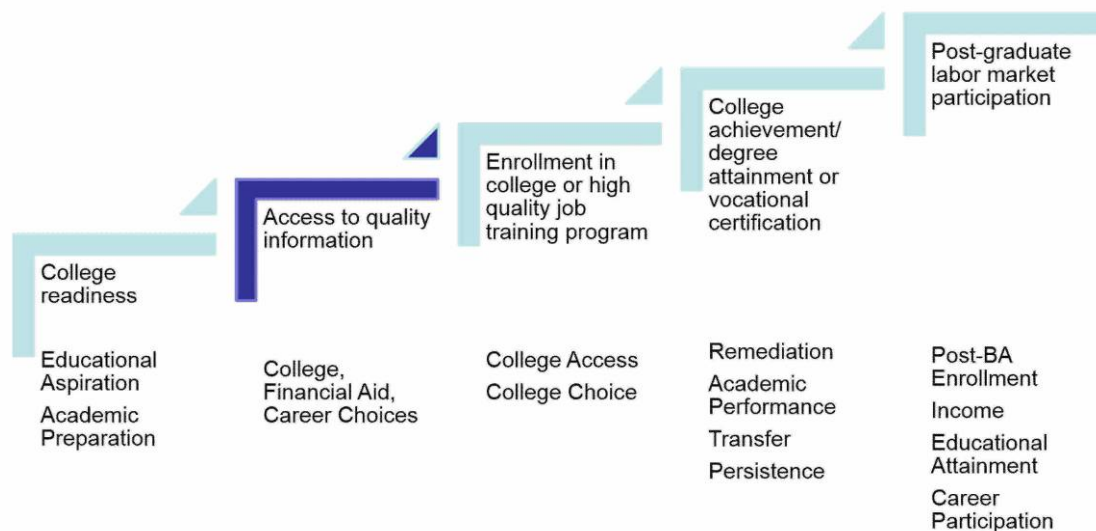 College
readiness
Educational
Aspiration
Academic
Preparation
Access to quality
information
College,
Financial Aid,
Career Choices
Enrollment in
college or high
quality job
training program
College Access
College Choice
College
achievement/
degree
attainment or
vocational
certification
Remediation
Academic
Performance
Transfer
Persistence
Post-graduate
labor market
participation
Post-BA
Enrollment
Income
Educational
Attainment
Career
Participation